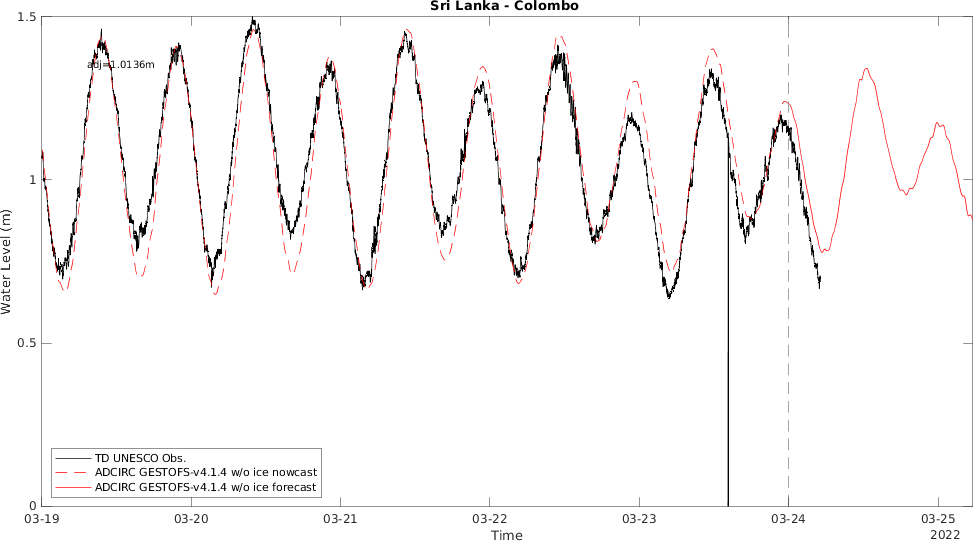 Sri Lanka - Colombo
1.5
adj=1.0136m
1
Water Level (m)
0.5
TD UNESCO Obs.
ADCIRC GESTOFS-v4.1.4 w/o ice nowcast
ADCIRC GESTOFS-v4.1.4 w/o ice forecast
0
03-19 03-20 03-21 03-22 03-23 03-24 03-25
Time 2022